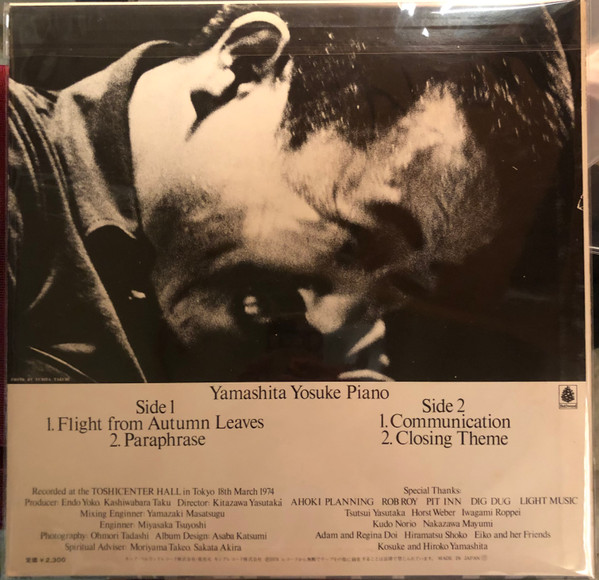 Yamashita Yosuke Piano
Side 1
1. Flight from Autumn Leaves
2. Paraphrase
Side 2
1. Communication
2. Closing Theme
Recorded at the TOSHICENTER HALL in Tokyo 18th March 1974
Producer: Endo Yoko. Kashiwabara Taku Director: Kitazawa Yasutaka
Mixing Enginner: Yamazaki Masatsugu
Enginner: Miyasaka Tsuyoshi
Photography: Ohmori Tadashi Album Design: Asaba Katsumi
Spiritual Adviser: Moriyama Takeo. Sakata Akira
Special Thanks:
AHOKI PLANNING ROB ROY PIT INN DIG DUG LIGHT MUSIC
Tsutsui Yasutaka Horst Weber Iwagami Roppei
Kudo Norio Nakazawa Mayumi
Adam and Regina Doi Hiramatsu Shoko Eiko and her Friends
Kosuke and Hiroko Yamashita
定価 ¥2,300
MADE IN JAPAN